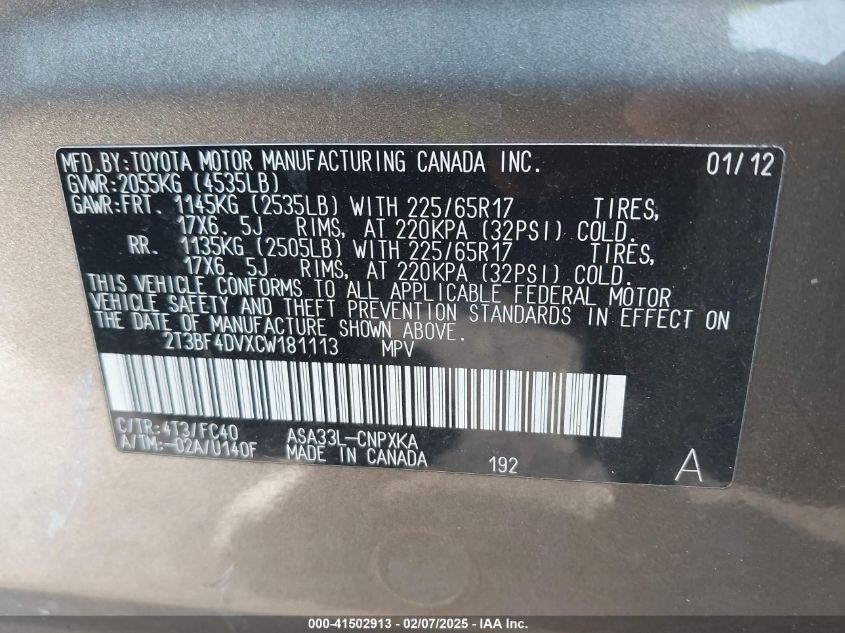 MFD.BY:TOYOTA MOTOR MANUFACTURING CANADA INC. 01/12
GVWR:2055KG (4535LB)
GAWR:FRT. 1145KG (2535LB) WITH 225/65R17 TIRES,
17X6. 5J RIMS, AT 220KPA (32PSI) COLD.
RR. 1135KG (2505LB) WITH 225/65R17 TIRES,
17X6. 5J RIMS, AT 220KPA (32PSI) COLD.
THIS VEHICLE CONFORMS TO ALL APPLICABLE FEDERAL MOTOR
VEHICLE SAFETY AND THEFT PREVENTION STANDARDS IN EFFECT ON
THE DATE OF MANUFACTURE SHOWN ABOVE.
2T3BF4DVXCW181113 MPV
C/TR:4T3/FC40 ASA33L-CNPXKA
A/TM:-02A/U140F MADE IN CANADA 192 A
000-41502913 - 02/07/2025 - IAA Inc.